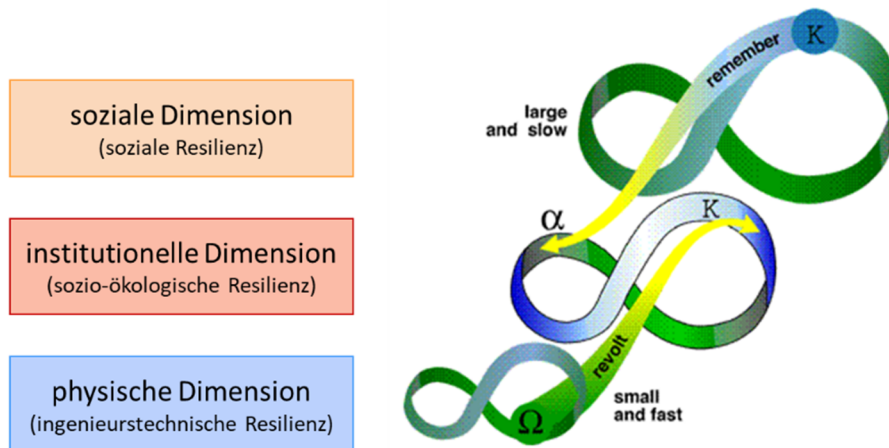 soziale Dimension
(soziale Resilienz)
institutionelle Dimension
(sozio-ökologische Resilienz)
physische Dimension
(ingenieurstechnische Resilienz)
K
remember
large
and slow
α
K
revolt
small
and fast
Ω